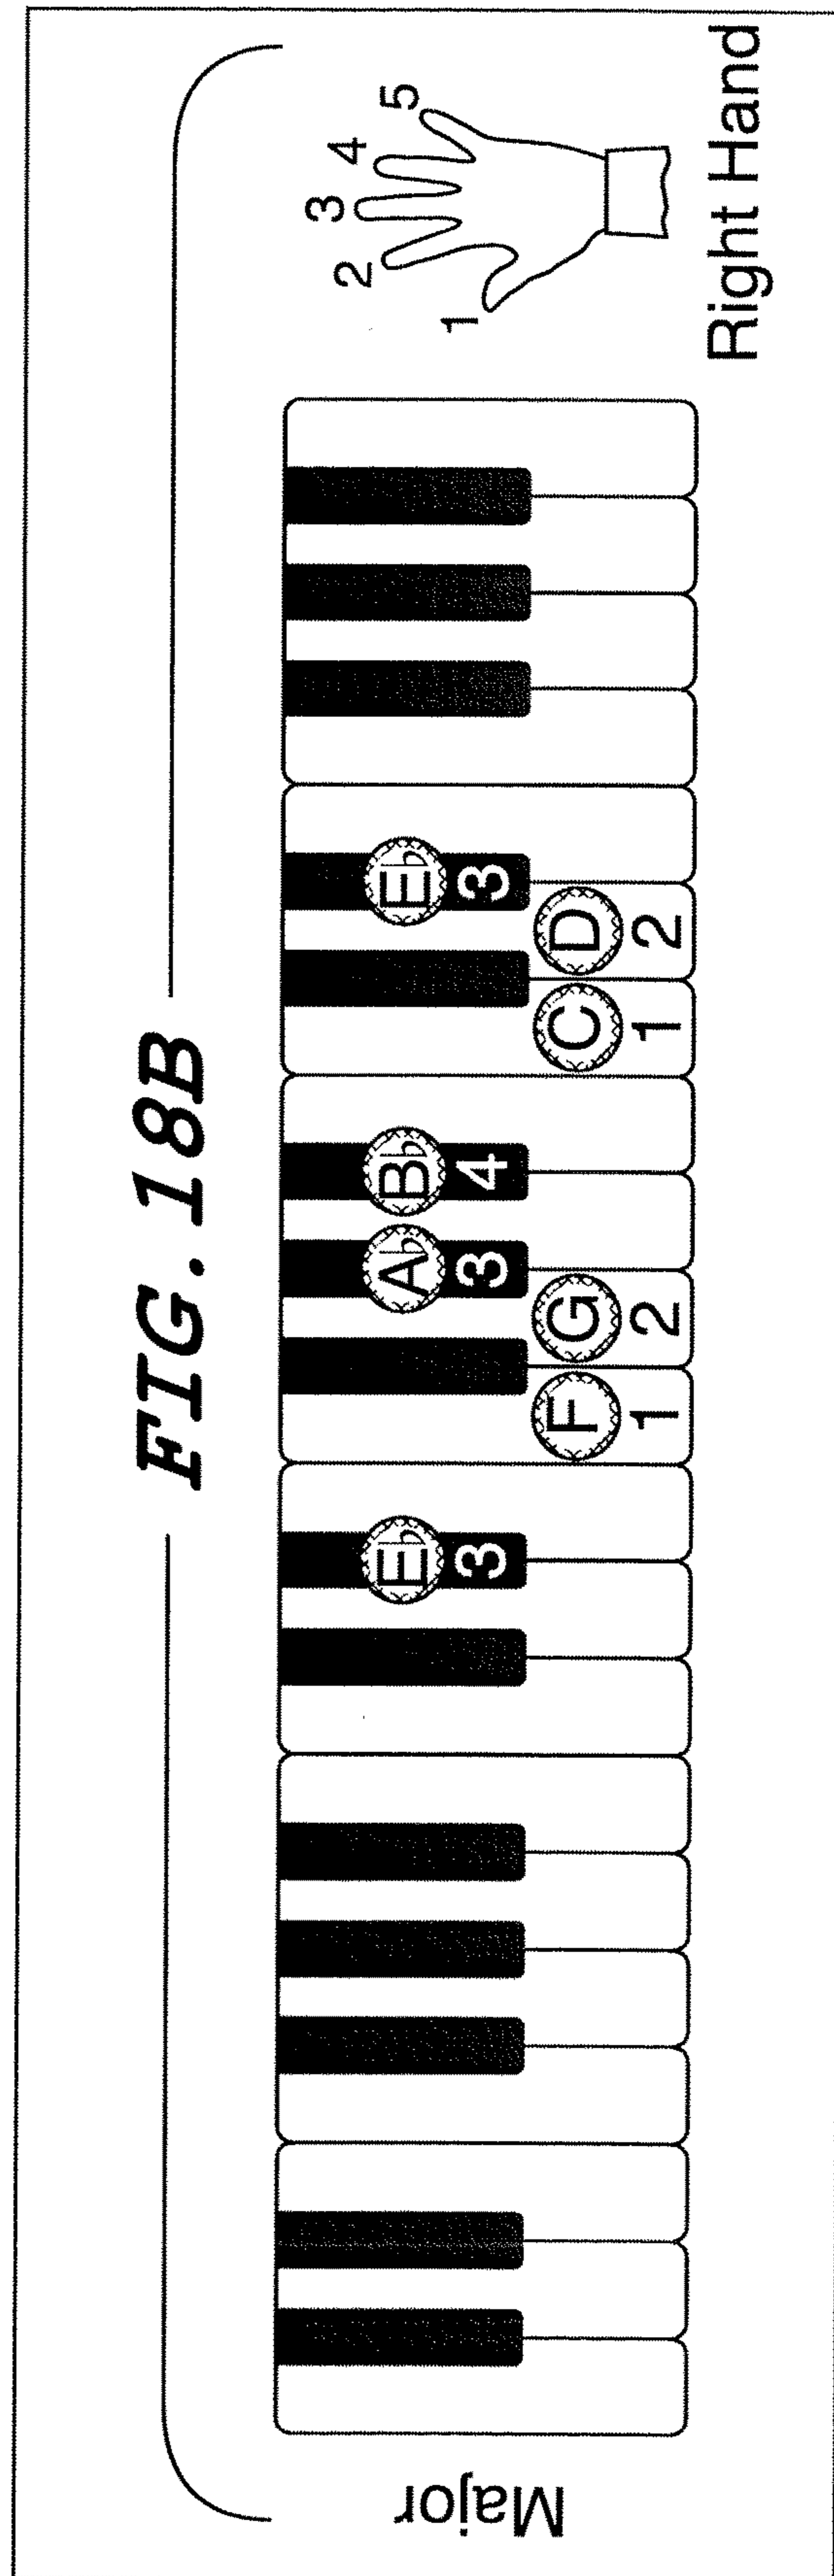 FIG. 18B
Major
E♭ 3
F 1
G 2
A♭ 3
B♭ 4
C 1
D 2
E♭ 3
1 2 3 4 5
Right Hand